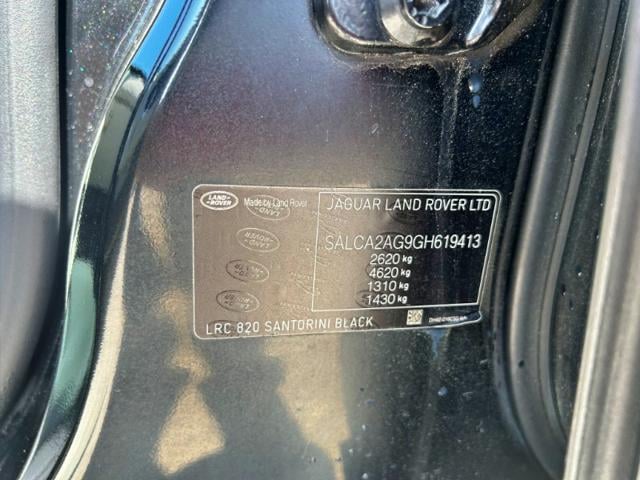 LAND-ROVER
Made by Land Rover
JAGUAR LAND ROVER LTD
SALCA2AG9GH619413
2620 kg
4620 kg
1310 kg
1430 kg
LRC 820 SANTORINI BLACK